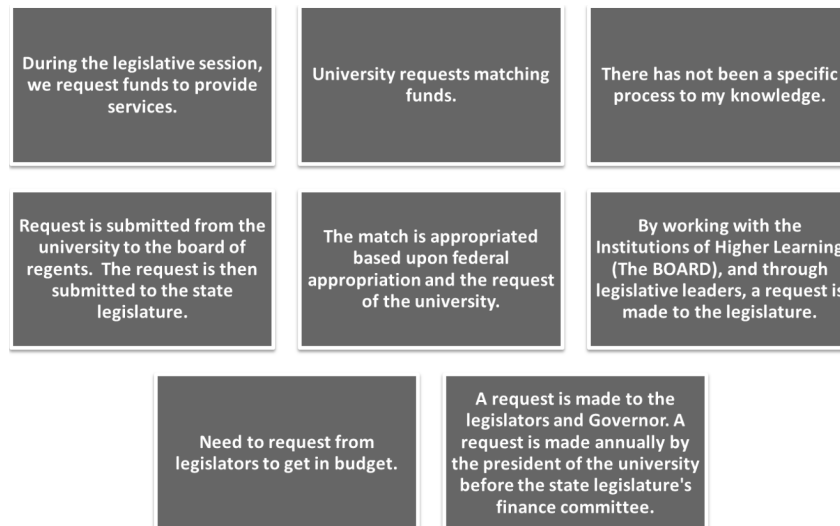 During the legislative session,
we request funds to provide
services.
University requests matching
funds.
There has not been a specific
process to my knowledge.
Request is submitted from the
university to the board of
regents.  The request is then
submitted to the state
legislature.
The match is appropriated
based upon federal
appropriation and the request
of the university.
By working with the
Institutions of Higher Learning
(The BOARD), and through
legislative leaders, a request is
made to the legislature.
Need to request from
legislators to get in budget.
A request is made to the
legislators and Governor. A
request is made annually by
the president of the university
before the state legislature's
finance committee.